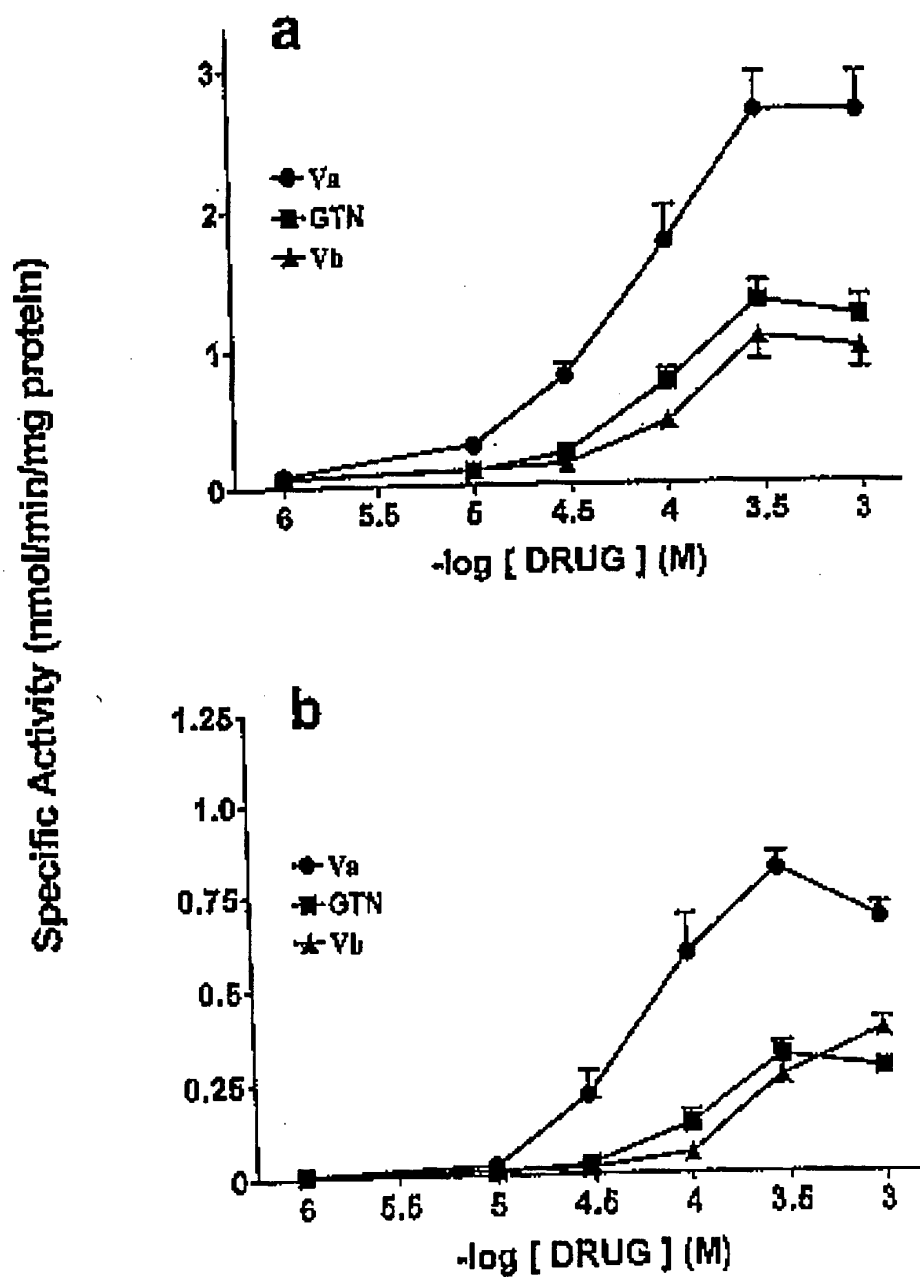 a
3
2
1
0
Va
GTN
Vb
6 5.5 5 4.5 4 3.5 3
-log [ DRUG ] (M)
Specific Activity (nmol/min/mg protein)
b
1.25
1.0
0.75
0.5
0.25
0
Va
GTN
Vb
6 5.5 5 4.5 4 3.5 3
-log [ DRUG ] (M)